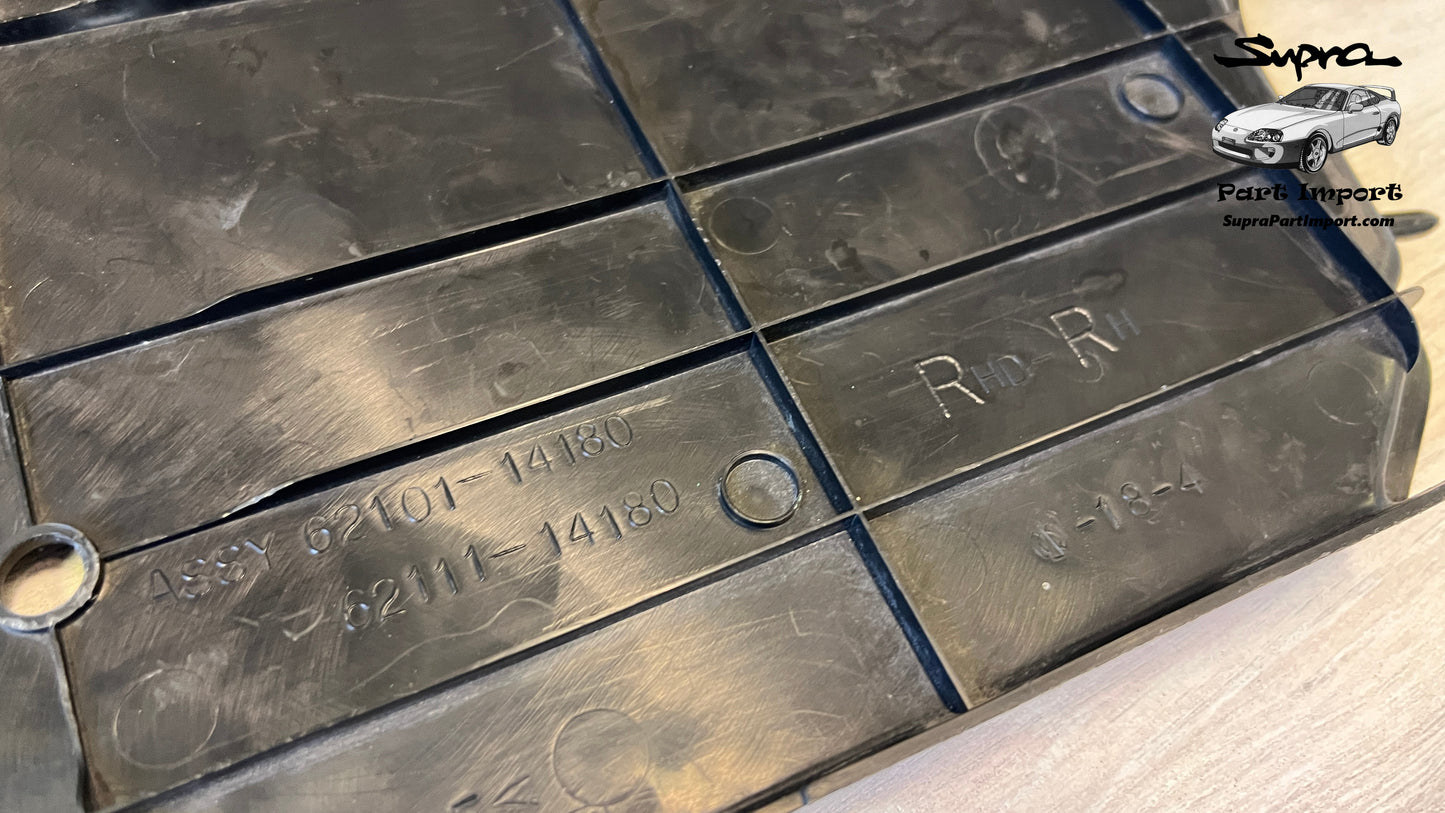 Supra
Part Import
SupraPartImport.com
RHD-RH
ASSY 62101-14180
62111-14180
-18-4